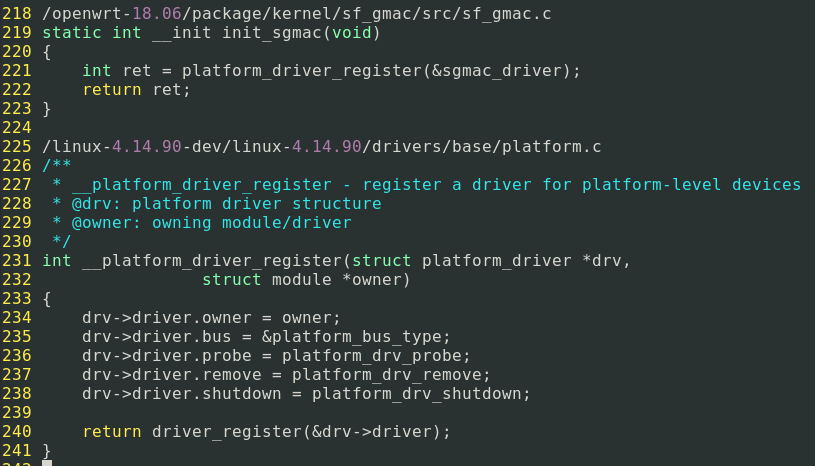 218 /openwrt-18.06/package/kernel/sf_gmac/src/sf_gmac.c
219 static int __init init_sgmac(void)
220 {
221     int ret = platform_driver_register(&sgmac_driver);
222     return ret;
223 }
224
225 /linux-4.14.90-dev/linux-4.14.90/drivers/base/platform.c
226 /**
227  * __platform_driver_register - register a driver for platform-level devices
228  * @drv: platform driver structure
229  * @owner: owning module/driver
230  */
231 int __platform_driver_register(struct platform_driver *drv,
232                 struct module *owner)
233 {
234     drv->driver.owner = owner;
235     drv->driver.bus = &platform_bus_type;
236     drv->driver.probe = platform_drv_probe;
237     drv->driver.remove = platform_drv_remove;
238     drv->driver.shutdown = platform_drv_shutdown;
239
240     return driver_register(&drv->driver);
241 }